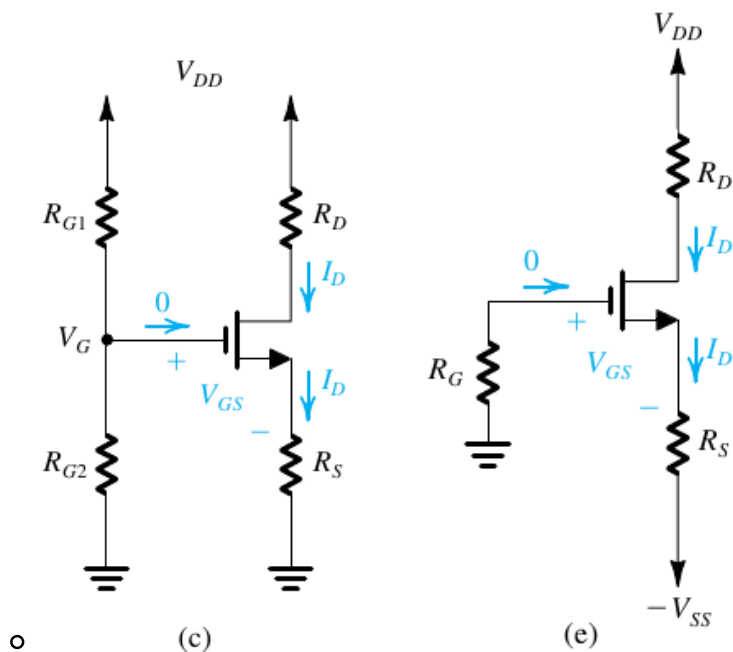 V_DD
R_G1
R_D
I_D
0
V_G
+
V_GS
I_D
−
R_G2
R_S
(c)
V_DD
R_D
I_D
0
+
R_G
V_GS
I_D
−
R_S
−V_SS
(e)